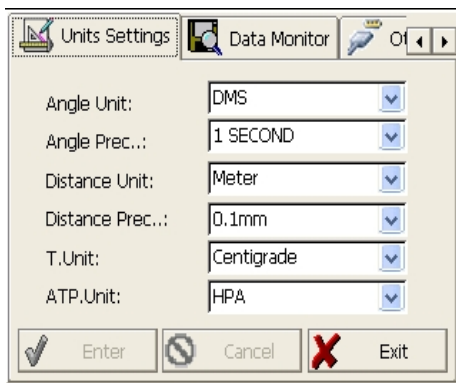 Units Settings Data Monitor
Angle Unit: DMS
Angle Prec..: 1 SECOND
Distance Unit: Meter
Distance Prec..: 0.1mm
T.Unit: Centigrade
ATP.Unit: HPA
Enter Cancel Exit